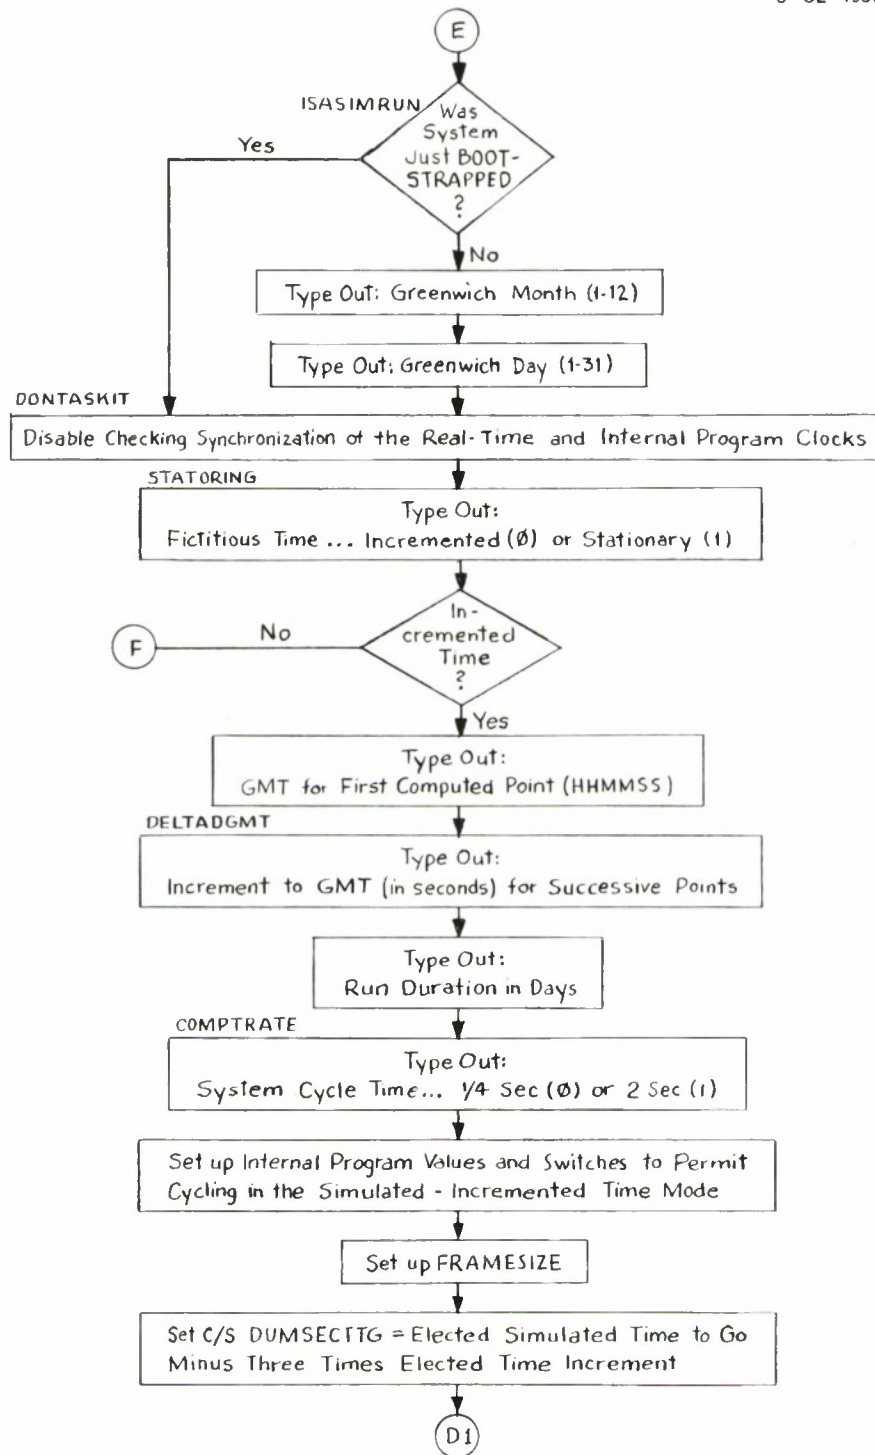 E
ISASIMRUN
Was
System
Just BOOT-
STRAPPED
?
Yes
No
Type Out: Greenwich Month (1-12)
Type Out: Greenwich Day (1-31)
DONTASKIT
Disable Checking Synchronization of the Real-Time and Internal Program Clocks
STATORING
Type Out:
Fictitious Time ... Incremented (Ø) or Stationary (1)
In-
cremented
Time
?
No
F
Yes
Type Out:
GMT for First Computed Point (HHMMSS)
DELTADGMT
Type Out:
Increment to GMT (in seconds) for Successive Points
Type Out:
Run Duration in Days
COMPTRATE
Type Out:
System Cycle Time... 1/4 Sec (Ø) or 2 Sec (1)
Set up Internal Program Values and Switches to Permit
Cycling in the Simulated - Incremented Time Mode
Set up FRAMESIZE
Set C/S DUMSECTTG = Elected Simulated Time to Go
Minus Three Times Elected Time Increment
D1